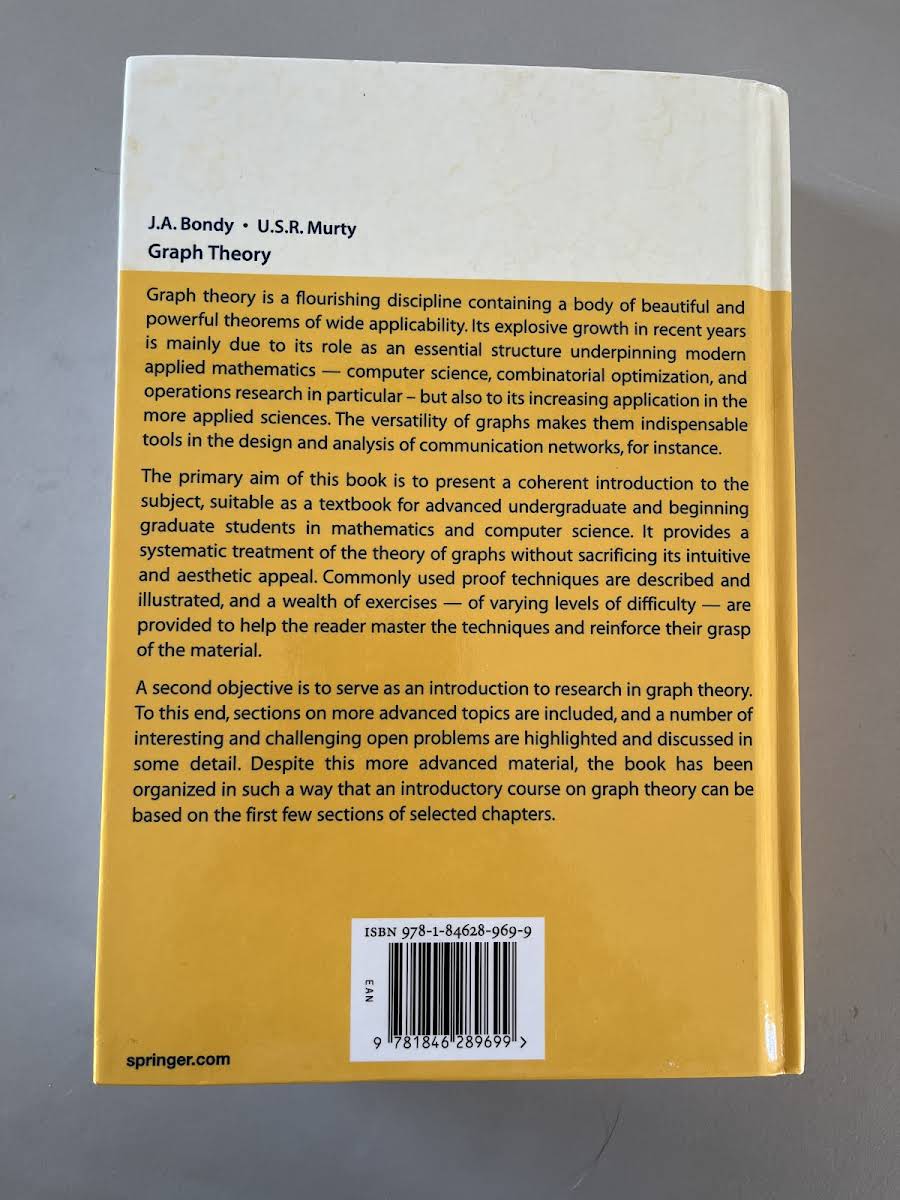 J.A. Bondy • U.S.R. Murty
Graph Theory
Graph theory is a flourishing discipline containing a body of beautiful and
powerful theorems of wide applicability. Its explosive growth in recent years
is mainly due to its role as an essential structure underpinning modern
applied mathematics — computer science, combinatorial optimization, and
operations research in particular – but also to its increasing application in the
more applied sciences. The versatility of graphs makes them indispensable
tools in the design and analysis of communication networks, for instance.
The primary aim of this book is to present a coherent introduction to the
subject, suitable as a textbook for advanced undergraduate and beginning
graduate students in mathematics and computer science. It provides a
systematic treatment of the theory of graphs without sacrificing its intuitive
and aesthetic appeal. Commonly used proof techniques are described and
illustrated, and a wealth of exercises — of varying levels of difficulty — are
provided to help the reader master the techniques and reinforce their grasp
of the material.
A second objective is to serve as an introduction to research in graph theory.
To this end, sections on more advanced topics are included, and a number of
interesting and challenging open problems are highlighted and discussed in
some detail. Despite this more advanced material, the book has been
organized in such a way that an introductory course on graph theory can be
based on the first few sections of selected chapters.
ISBN 978-1-84628-969-9
EAN
9 781846 289699 >
springer.com